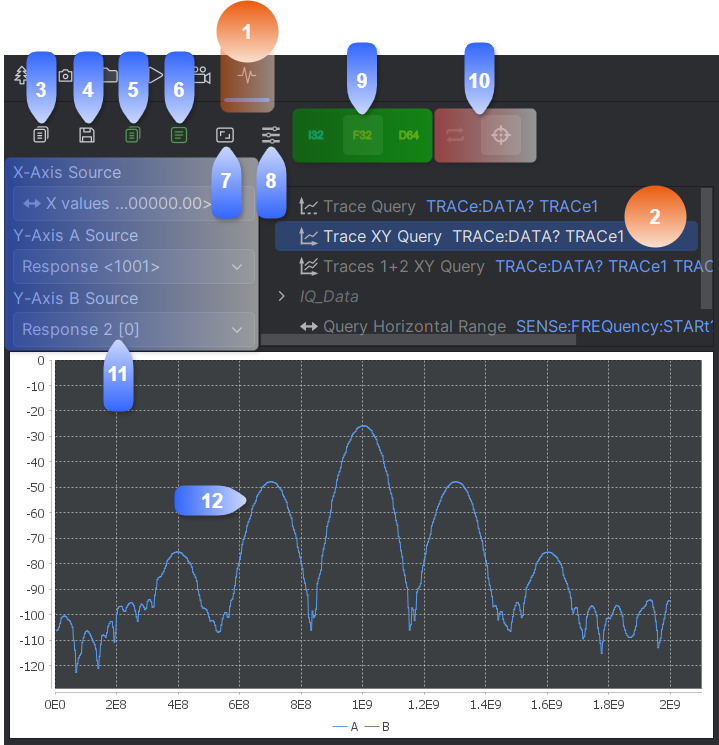 1
3
4
5
6
9
10
I32
F32
D64
7
8
X-Axis Source
X values ...00000.00>
Y-Axis A Source
Response <1001>
Y-Axis B Source
Response 2 [0]
11
Trace Query TRACe:DATA? TRACe1
2
Trace XY Query TRACe:DATA? TRACe1
Traces 1+2 XY Query TRACe:DATA? TRACe1 TRAC
IQ_Data
Query Horizontal Range SENSe:FREQuency:STARt?
0
-10
-20
-30
-40
-50
-60
-70
-80
-90
-100
-110
-120
12
0E0 2E8 4E8 6E8 8E8 1E9 1.2E9 1.4E9 1.6E9 1.8E9 2E9
A B